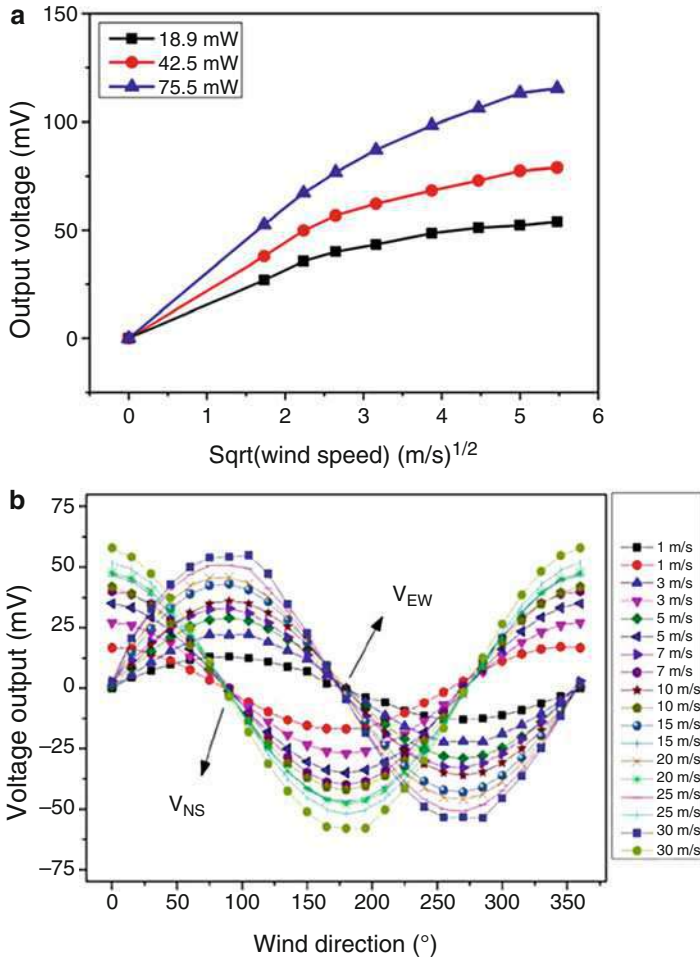 a
150
100
50
0
Output voltage (mV)
18.9 mW
42.5 mW
75.5 mW
0 1 2 3 4 5 6
Sqrt(wind speed) (m/s)1/2
b
75
50
25
0
−25
−50
−75
Voltage output (mV)
VEW
VNS
0 50 100 150 200 250 300 350
Wind direction (°)
1 m/s
1 m/s
3 m/s
3 m/s
5 m/s
5 m/s
7 m/s
7 m/s
10 m/s
10 m/s
15 m/s
15 m/s
20 m/s
20 m/s
25 m/s
25 m/s
30 m/s
30 m/s